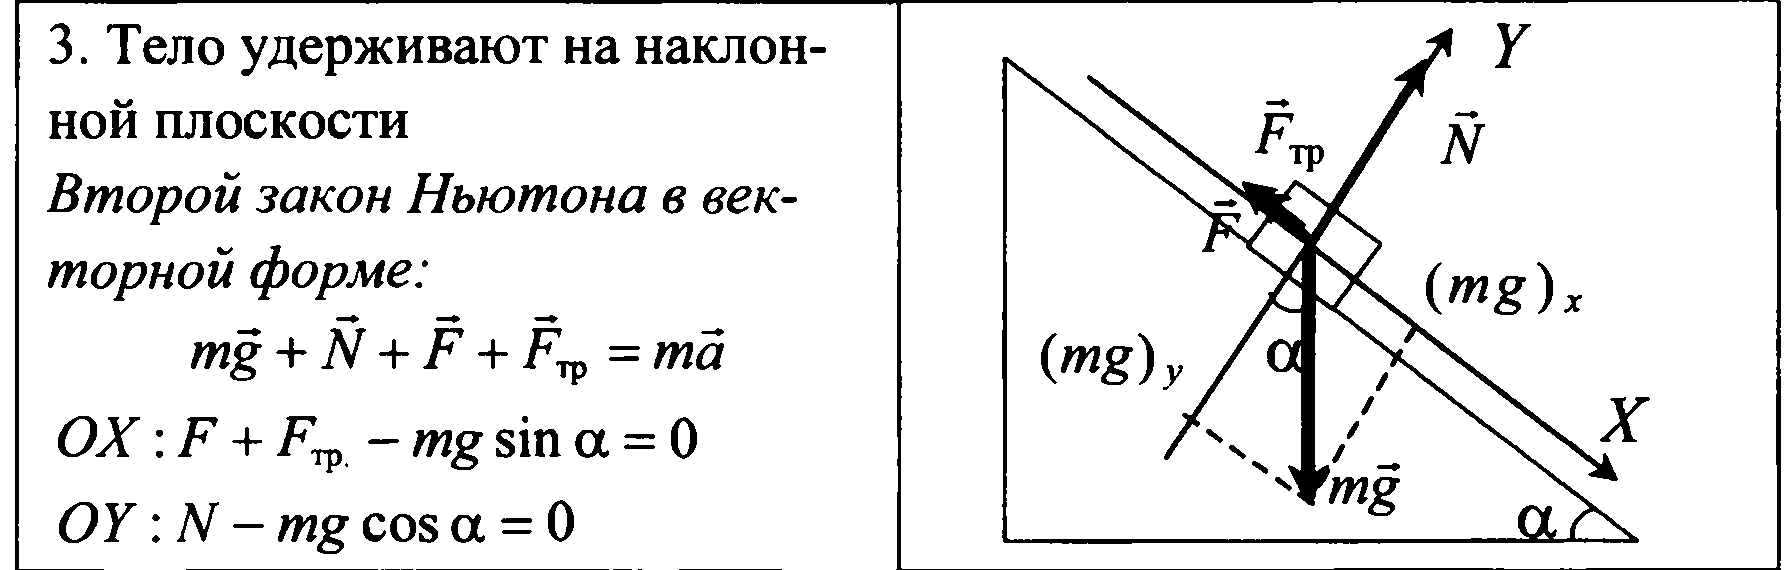 3. Тело удерживают на наклон-
ной плоскости
Второй закон Ньютона в век-
торной форме:
mg⃗ + N⃗ + F⃗ + F⃗тр = ma⃗
OX : F + Fтр. – mg sin α = 0
OY : N – mg cos α = 0
Y
F⃗тр
N⃗
F⃗
(mg)x
(mg)y
α
X
mg⃗
α